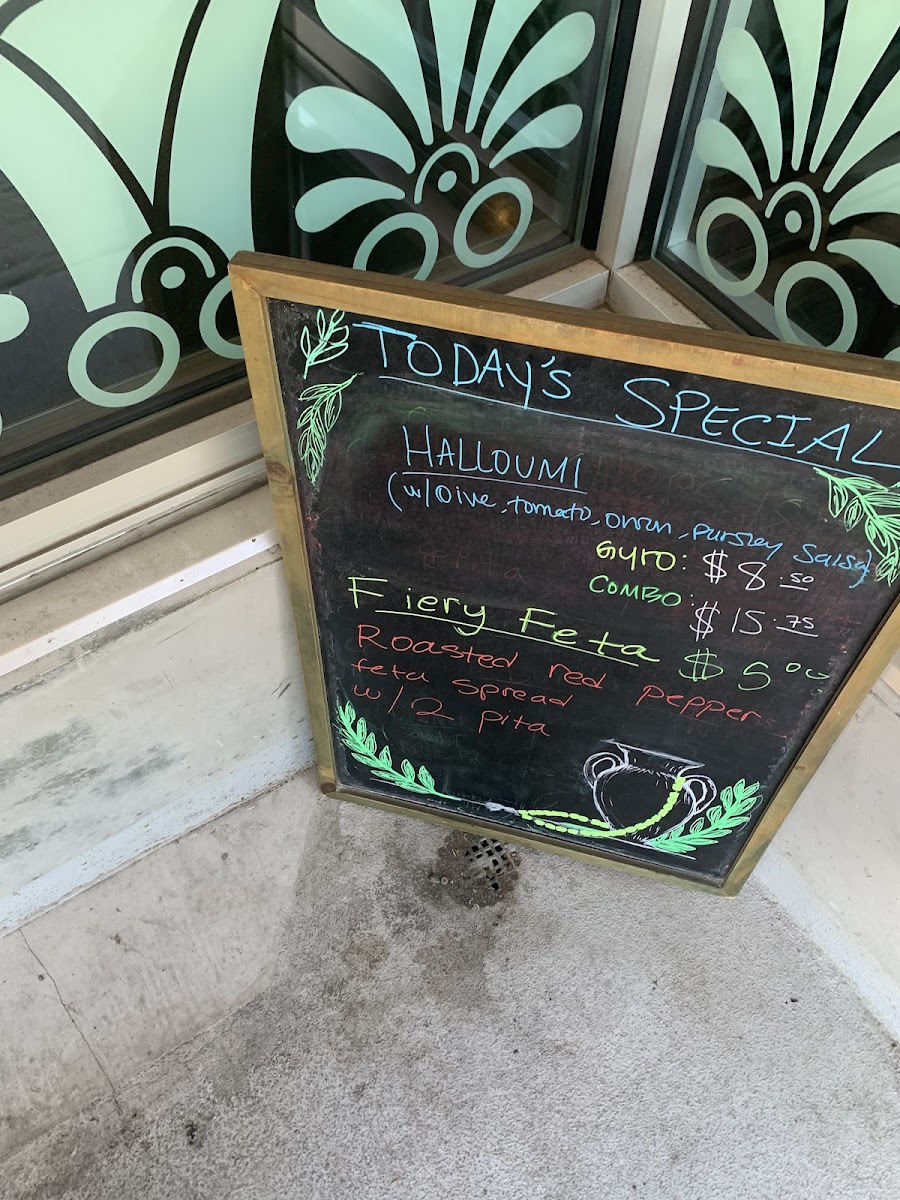 TODAY'S SPECIAL
HALLOUMI
(w/ Olive, tomato, onion, pursley salsa)
GYRO: $8.50
COMBO: $15.75
Fiery Feta $5.00
Roasted red pepper
feta spread
w/ 2 pita